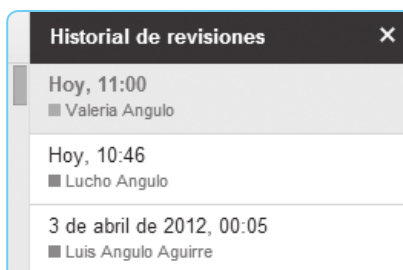 Historial de revisiones ×
Hoy, 11:00
Valeria Angulo
Hoy, 10:46
Lucho Angulo
3 de abril de 2012, 00:05
Luis Angulo Aguirre